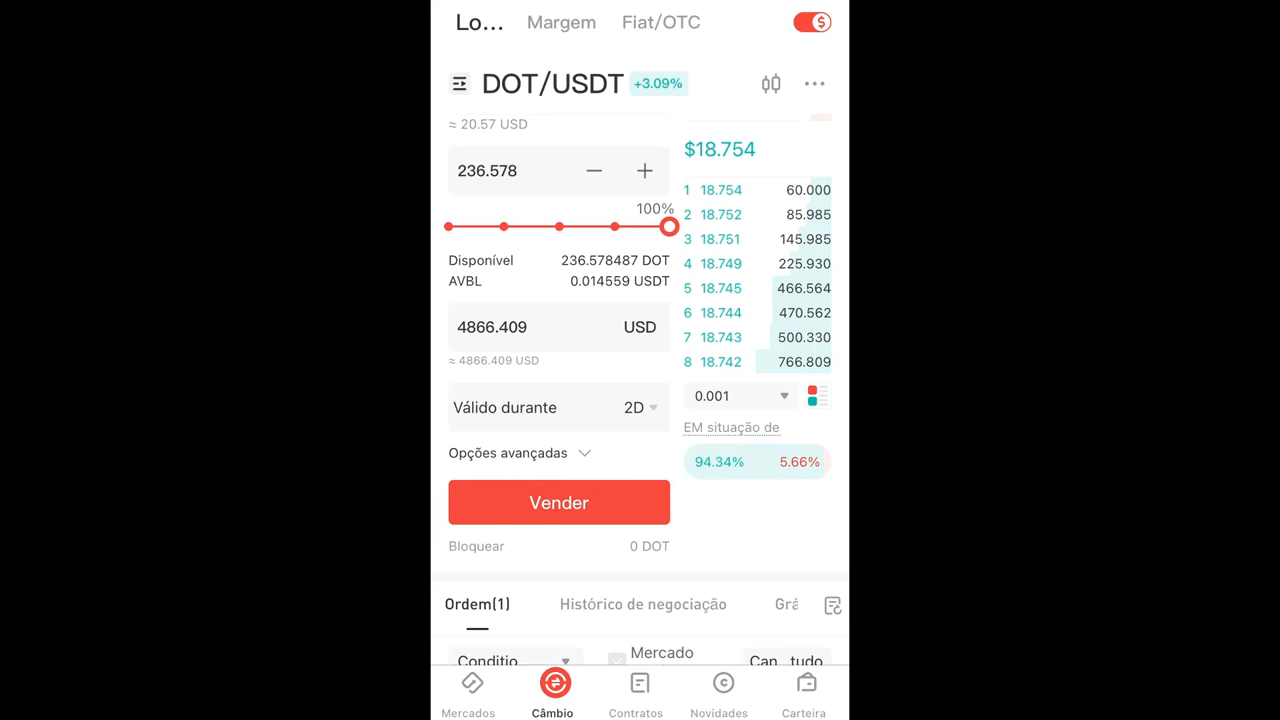 Lo... Margem Fiat/OTC
DOT/USDT +3.09%
≈ 20.57 USD
236.578 — +
100%
Disponível 236.578487 DOT
AVBL 0.014559 USDT
4866.409 USD
≈ 4866.409 USD
Válido durante 2D
Opções avançadas
Vender
Bloquear 0 DOT
$18.754
1 18.754 60.000
2 18.752 85.985
3 18.751 145.985
4 18.749 225.930
5 18.745 466.564
6 18.744 470.562
7 18.743 500.330
8 18.742 766.809
0.001
EM situação de
94.34% 5.66%
Ordem(1) Histórico de negociação Grá
Conditio Mercado Can... tudo
Mercados Câmbio Contratos Novidades Carteira